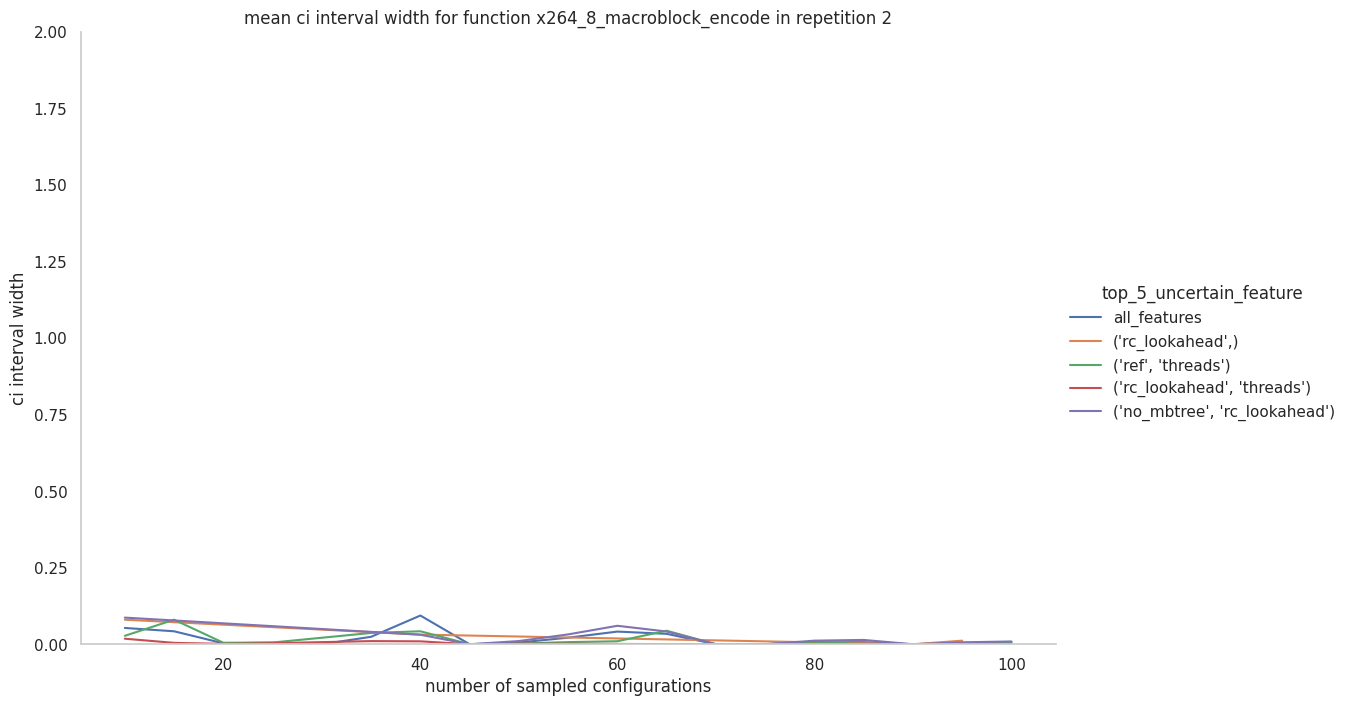 mean ci interval width for function x264_8_macroblock_encode in repetition 2
2.00
1.75
1.50
1.25
1.00
0.75
0.50
0.25
0.00
ci interval width
20
40
60
80
100
number of sampled configurations
top_5_uncertain_feature
all_features
('rc_lookahead',)
('ref', 'threads')
('rc_lookahead', 'threads')
('no_mbtree', 'rc_lookahead')